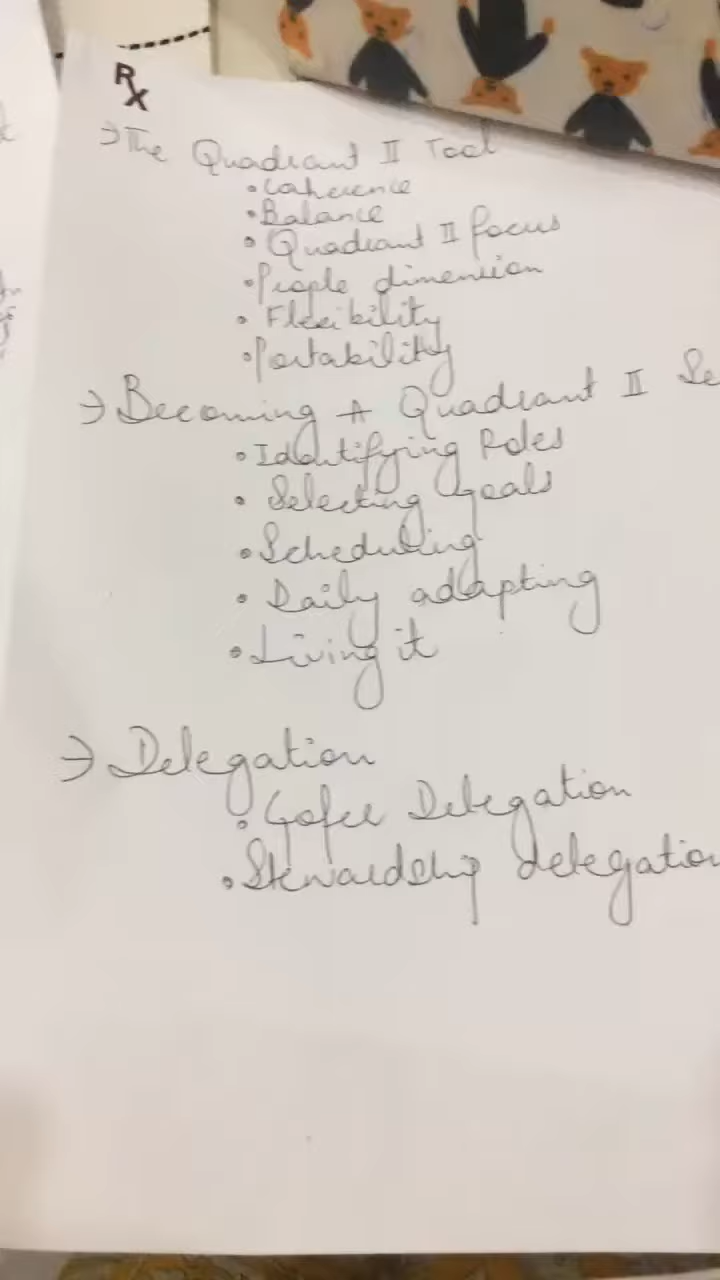 Rx
→ The Quadrant II Tool
• Coherence
• Balance
• Quadrant II focus
• People dimension
• Flexibility
• Portability
→ Becoming A Quadrant II Se
• Identifying Roles
• Selecting goals
• Scheduling
• Daily adapting
• Living it
→ Delegation
• Gofer Delegation
• Stewardship delegation